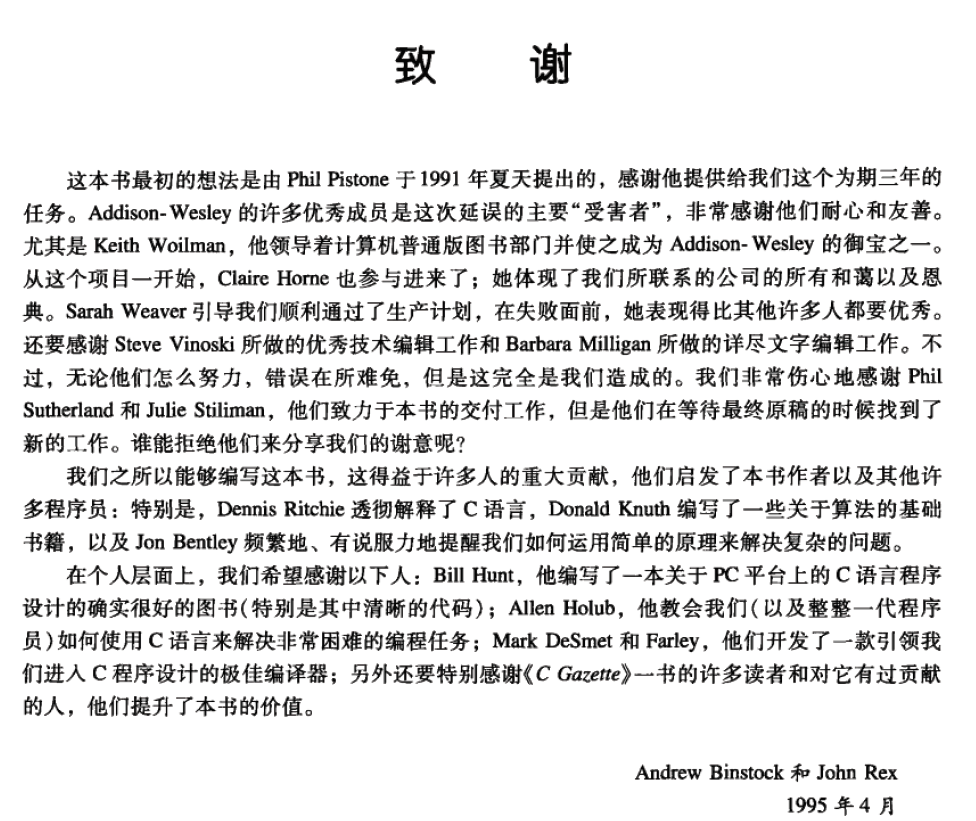 致 谢
这本书最初的想法是由 Phil Pistone 于 1991 年夏天提出的，感谢他提供给我们这个为期三年的
任务。Addison-Wesley 的许多优秀成员是这次延误的主要“受害者”，非常感谢他们耐心和友善。
尤其是 Keith Woilman，他领导着计算机普通版图书部门并使之成为 Addison-Wesley 的御宝之一。
从这个项目一开始，Claire Horne 也参与进来了；她体现了我们所联系的公司的所有和蔼以及恩
典。Sarah Weaver 引导我们顺利通过了生产计划，在失败面前，她表现得比其他许多人都要优秀。
还要感谢 Steve Vinoski 所做的优秀技术编辑工作和 Barbara Milligan 所做的详尽文字编辑工作。不
过，无论他们怎么努力，错误在所难免，但是这完全是我们造成的。我们非常伤心地感谢 Phil
Sutherland 和 Julie Stiliman，他们致力于本书的交付工作，但是他们在等待最终原稿的时候找到了
新的工作。谁能拒绝他们来分享我们的谢意呢?
我们之所以能够编写这本书，这得益于许多人的重大贡献，他们启发了本书作者以及其他许
多程序员：特别是，Dennis Ritchie 透彻解释了 C 语言，Donald Knuth 编写了一些关于算法的基础
书籍，以及 Jon Bentley 频繁地、有说服力地提醒我们如何运用简单的原理来解决复杂的问题。
在个人层面上，我们希望感谢以下人：Bill Hunt，他编写了一本关于 PC 平台上的 C 语言程序
设计的确实很好的图书(特别是其中清晰的代码)；Allen Holub，他教会我们(以及整整一代程序
员)如何使用 C 语言来解决非常困难的编程任务；Mark DeSmet 和 Farley，他们开发了一款引领我
们进入 C 程序设计的极佳编译器；另外还要特别感谢《C Gazette》一书的许多读者和对它有过贡献
的人，他们提升了本书的价值。
Andrew Binstock 和 John Rex
1995 年 4 月